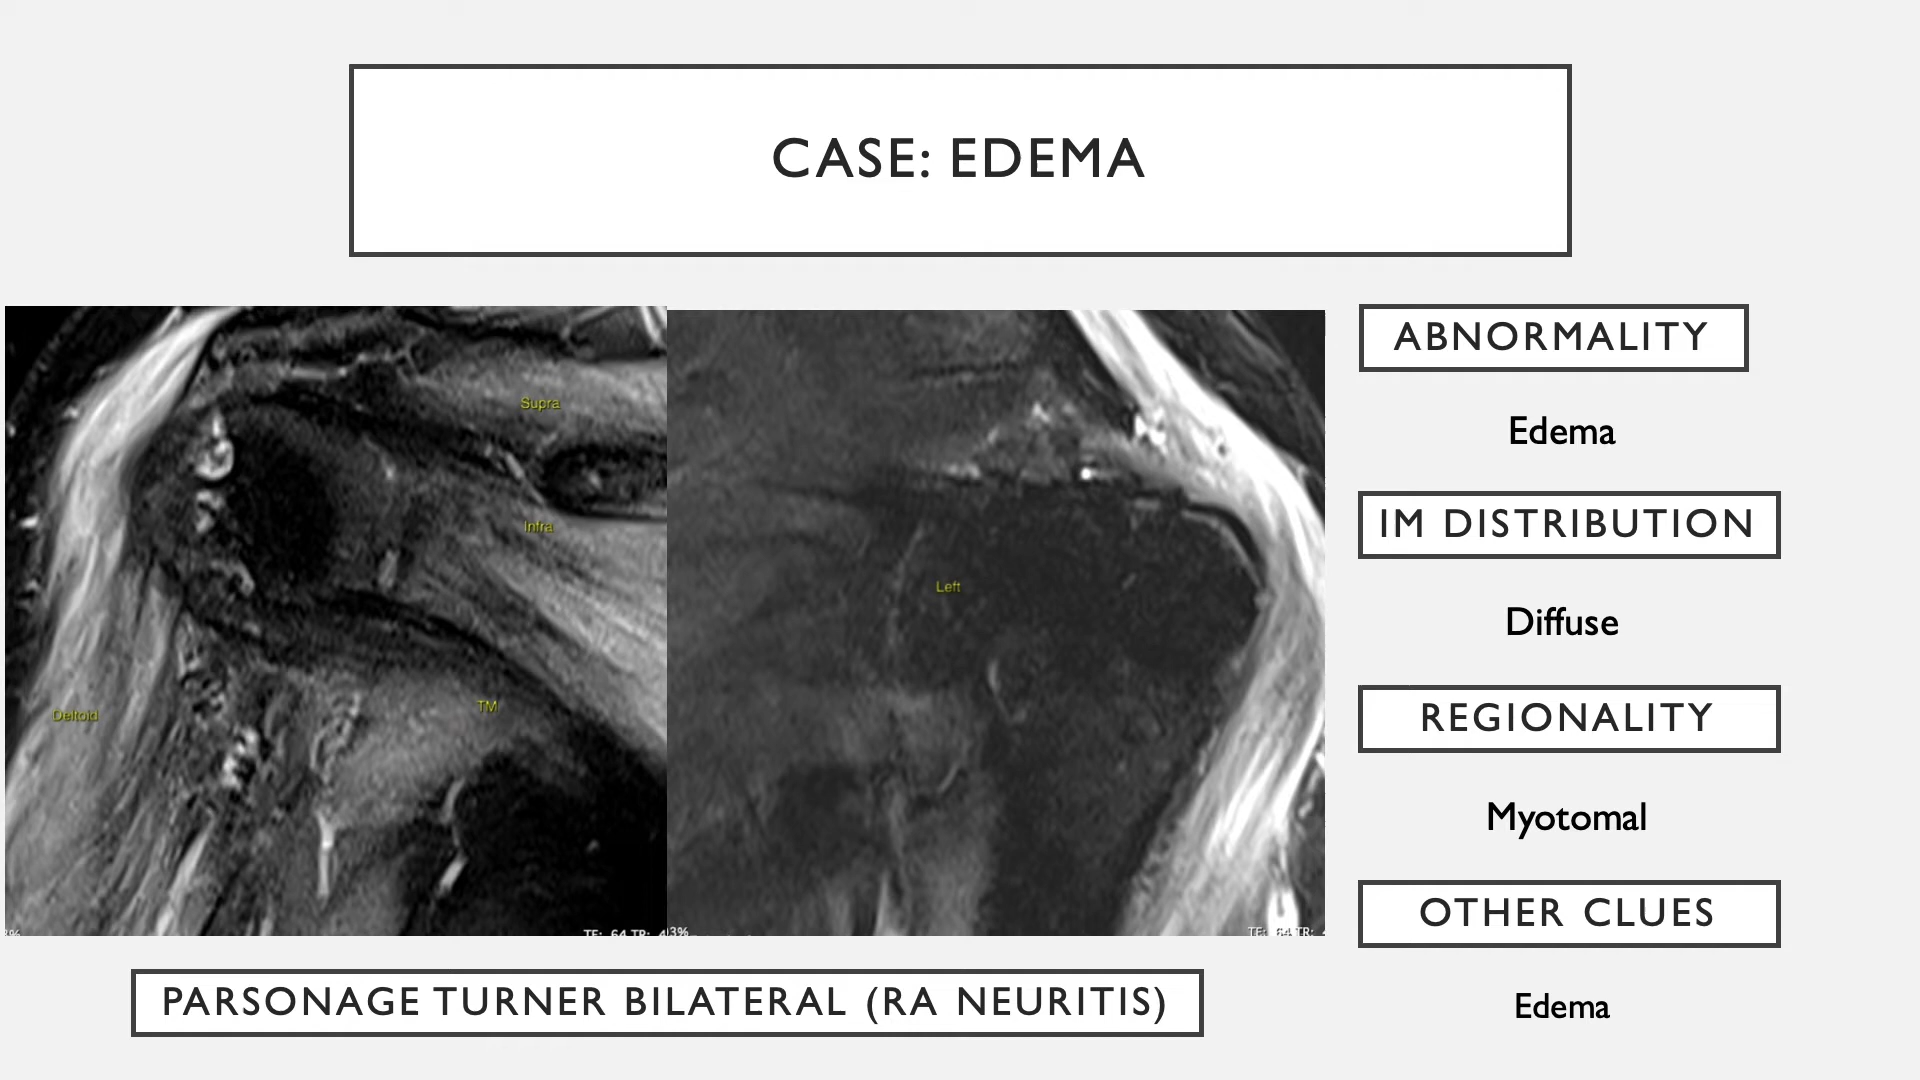 CASE: EDEMA
Supra
Infra
Deltoid
TM
Left
ABNORMALITY
Edema
IM DISTRIBUTION
Diffuse
REGIONALITY
Myotomal
OTHER CLUES
Edema
PARSONAGE TURNER BILATERAL (RA NEURITIS)